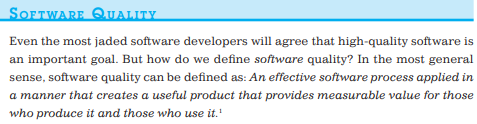 SOFTWARE QUALITY
Even the most jaded software developers will agree that high-quality software is
an important goal. But how do we define software quality? In the most general
sense, software quality can be defined as: An effective software process applied in
a manner that creates a useful product that provides measurable value for those
who produce it and those who use it.¹